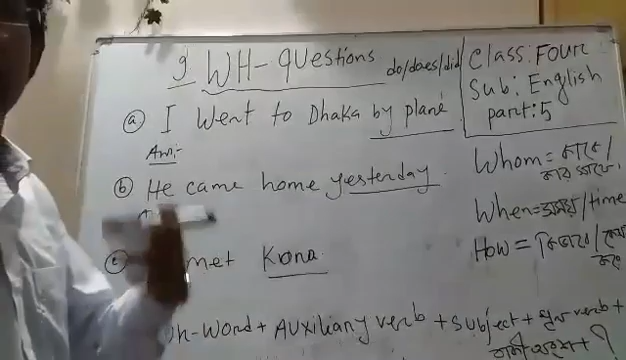 9 WH-questions do/does/did
Class: Four
Sub: English
part: 5
(a) I went to Dhaka by plane
Ans:-
(b) He came home yesterday
Whom = কাকে/
When = সময়/time
How = কিভাবে/
(c) met Kona.
Wh-word + Auxiliary verb + subject + মূল verb +
বাকী অংশ + ?